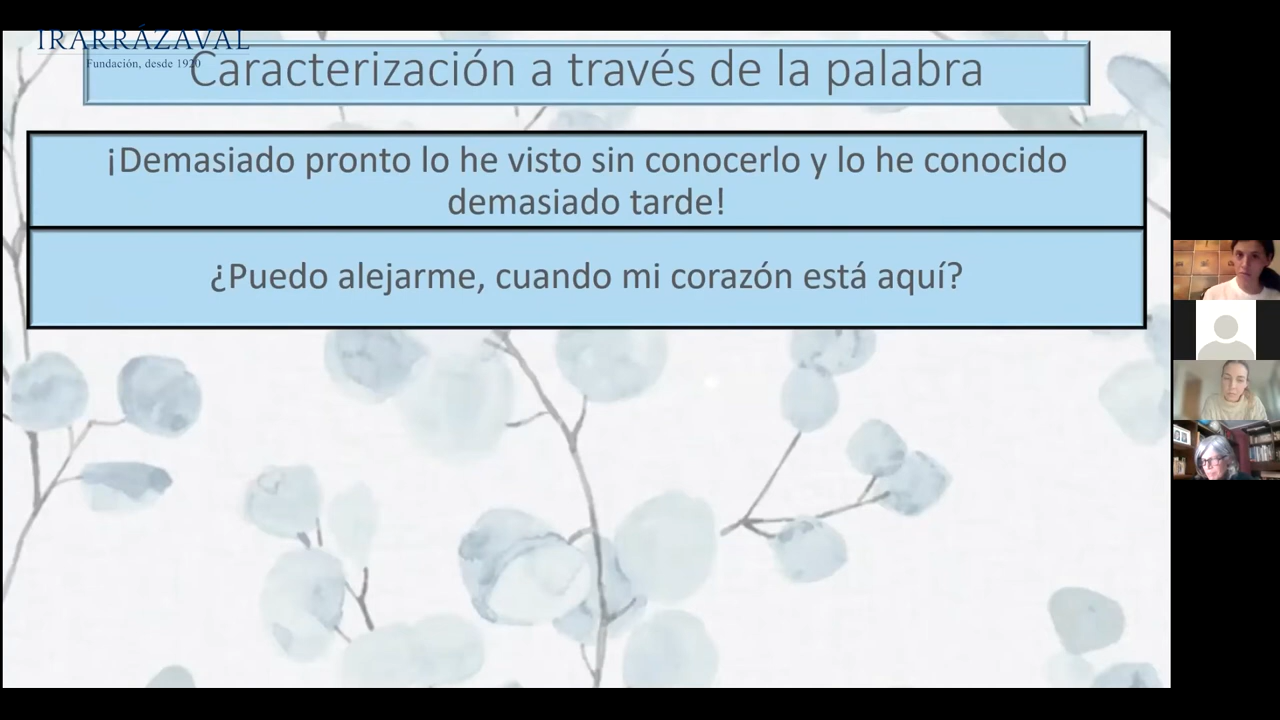 IRARRÁZAVAL
Fundación, desde 1920
Caracterización a través de la palabra
¡Demasiado pronto lo he visto sin conocerlo y lo he conocido
demasiado tarde!
¿Puedo alejarme, cuando mi corazón está aquí?